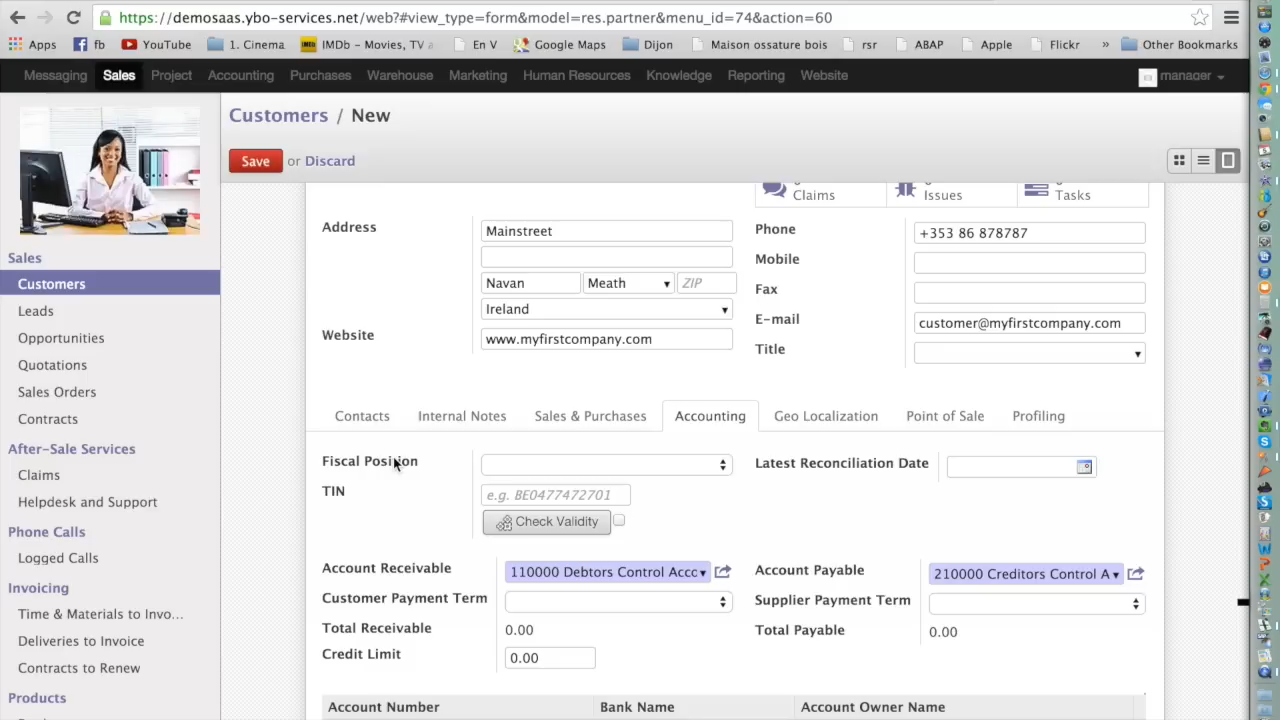 https://demosaas.ybo-services.net/web?#view_type=form&model=res.partner&menu_id=74&action=60
Apps fb YouTube 1. Cinema IMDb - Movies, TV a En V Google Maps Dijon Maison ossature bois rsr ABAP Apple Flickr » Other Bookmarks
Messaging Sales Project Accounting Purchases Warehouse Marketing Human Resources Knowledge Reporting Website manager
Customers / New
Save or Discard
Claims Issues Tasks
Address Mainstreet
Navan Meath ZIP
Ireland
Website www.myfirstcompany.com
Phone +353 86 878787
Mobile
Fax
E-mail customer@myfirstcompany.com
Title
Sales
Customers
Leads
Opportunities
Quotations
Sales Orders
Contracts
After-Sale Services
Claims
Helpdesk and Support
Phone Calls
Logged Calls
Invoicing
Time & Materials to Invo...
Deliveries to Invoice
Contracts to Renew
Products
Contacts Internal Notes Sales & Purchases Accounting Geo Localization Point of Sale Profiling
Fiscal Position
Latest Reconciliation Date
TIN e.g. BE0477472701
Check Validity
Account Receivable 110000 Debtors Control Acco
Account Payable 210000 Creditors Control A
Customer Payment Term
Supplier Payment Term
Total Receivable 0.00
Total Payable 0.00
Credit Limit 0.00
Account Number Bank Name Account Owner Name